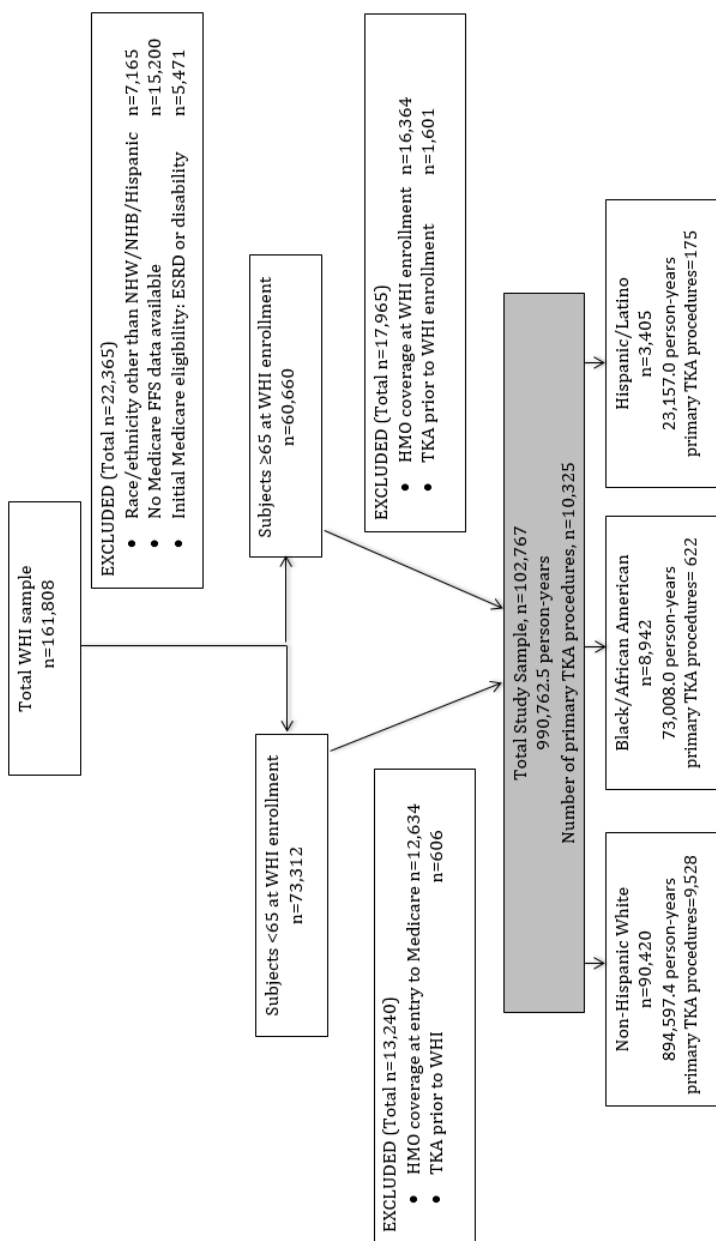 Total WHI sample
n=161,808
EXCLUDED (Total n=22,365)
• Race/ethnicity other than NHW/NHB/Hispanic n=7,165
• No Medicare FFS data available n=15,200
• Initial Medicare eligibility: ESRD or disability n=5,471
Subjects <65 at WHI enrollment
n=73,312
Subjects ≥65 at WHI enrollment
n=60,660
EXCLUDED (Total n=13,240)
• HMO coverage at entry to Medicare n=12,634
• TKA prior to WHI n=606
EXCLUDED (Total n=17,965)
• HMO coverage at WHI enrollment n=16,364
• TKA prior to WHI enrollment n=1,601
Total Study Sample, n=102,767
990,762.5 person-years
Number of primary TKA procedures, n=10,325
Non-Hispanic White
n=90,420
894,597.4 person-years
primary TKA procedures=9,528
Black/African American
n=8,942
73,008.0 person-years
primary TKA procedures= 622
Hispanic/Latino
n=3,405
23,157.0 person-years
primary TKA procedures=175